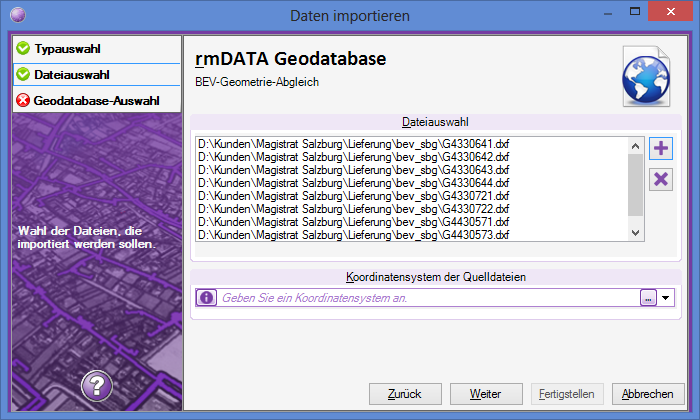 Daten importieren
Typauswahl
Dateiauswahl
Geodatabase-Auswahl
Wahl der Dateien, die
importiert werden sollen.
rmDATA Geodatabase
BEV-Geometrie-Abgleich
Dateiauswahl
D:\Kunden\Magistrat Salzburg\Lieferung\bev_sbg\G4330641.dxf
D:\Kunden\Magistrat Salzburg\Lieferung\bev_sbg\G4330642.dxf
D:\Kunden\Magistrat Salzburg\Lieferung\bev_sbg\G4330643.dxf
D:\Kunden\Magistrat Salzburg\Lieferung\bev_sbg\G4330644.dxf
D:\Kunden\Magistrat Salzburg\Lieferung\bev_sbg\G4330721.dxf
D:\Kunden\Magistrat Salzburg\Lieferung\bev_sbg\G4330722.dxf
D:\Kunden\Magistrat Salzburg\Lieferung\bev_sbg\G4430571.dxf
D:\Kunden\Magistrat Salzburg\Lieferung\bev_sbg\G4430573.dxf
Koordinatensystem der Quelldateien
Geben Sie ein Koordinatensystem an.
...
?
Zurück
Weiter
Fertigstellen
Abbrechen